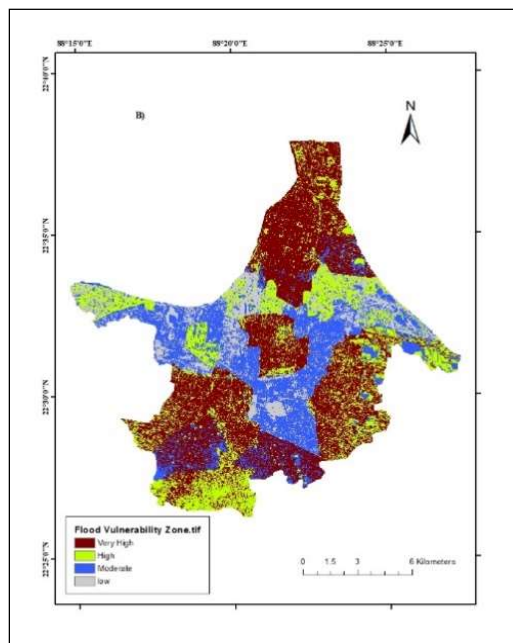 88°15'0"E 88°20'0"E 88°25'0"E
22°40'0"N
B)
N
22°35'0"N
22°30'0"N
22°25'0"N
Flood Vulnerability Zone.tif
Very High
High
Moderate
low
0 1.5 3 6 Kilometers